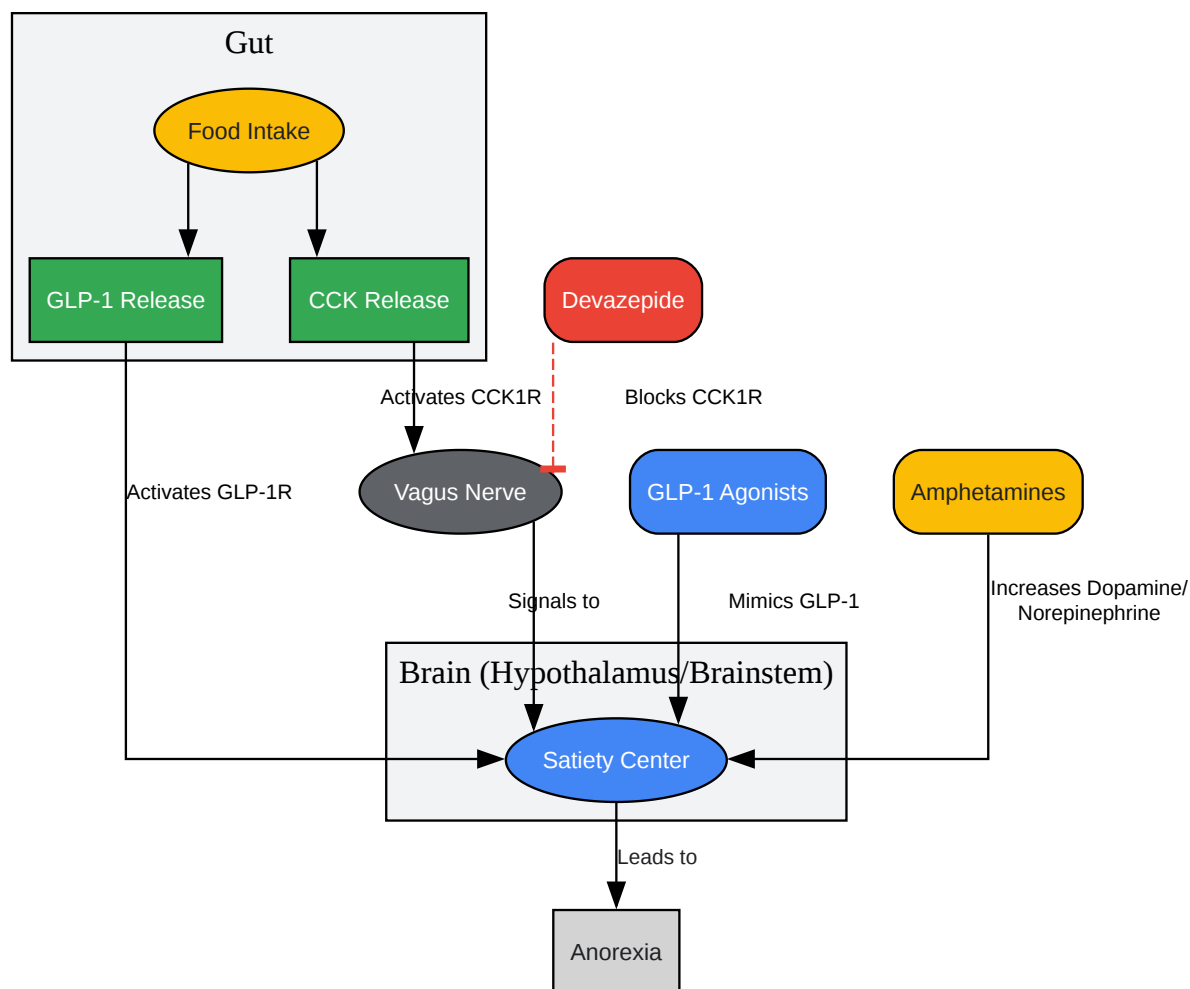 Gut
Food Intake
GLP-1 Release
CCK Release
Devazepide
Activates CCK1R
Blocks CCK1R
Activates GLP-1R
Vagus Nerve
GLP-1 Agonists
Amphetamines
Signals to
Mimics GLP-1
Increases Dopamine/
Norepinephrine
Brain (Hypothalamus/Brainstem)
Satiety Center
Leads to
Anorexia